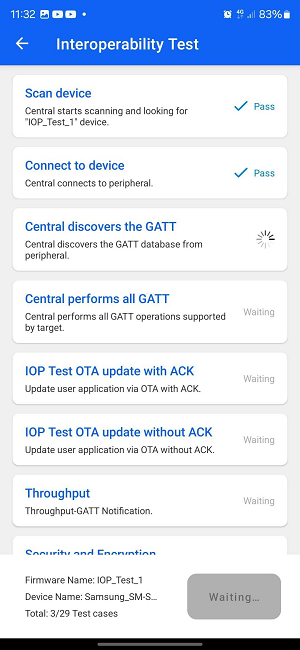 11:32
4G
83%
Interoperability Test
Scan device
Central starts scanning and looking for
"IOP_Test_1" device.
Pass
Connect to device
Central connects to peripheral.
Pass
Central discovers the GATT
Central discovers the GATT database from
peripheral.
Central performs all GATT
Central performs all GATT operations supported
by target.
Waiting
IOP Test OTA update with ACK
Update user application via OTA with ACK.
Waiting
IOP Test OTA update without ACK
Update user application via OTA without ACK.
Waiting
Throughput
Throughput-GATT Notification.
Waiting
Security and Encryption
Firmware Name: IOP_Test_1
Device Name: Samsung_SM-S...
Total: 3/29 Test cases
Waiting...